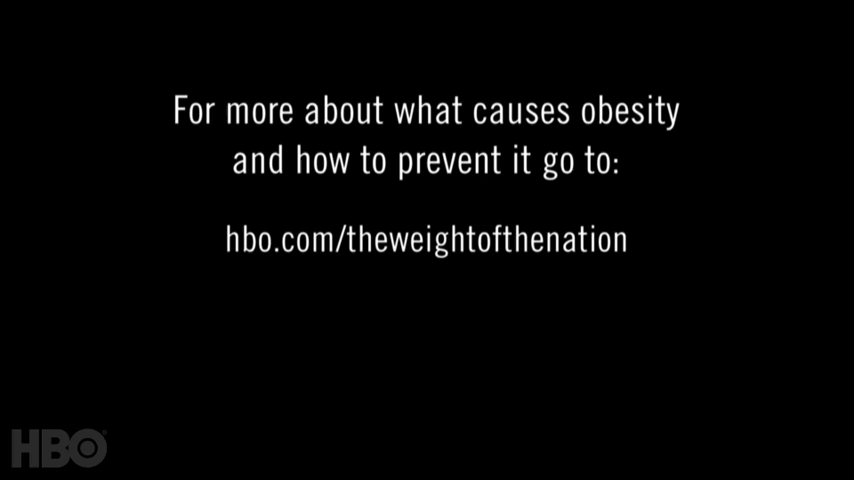 For more about what causes obesity
and how to prevent it go to:
hbo.com/theweightofthenation
HBO